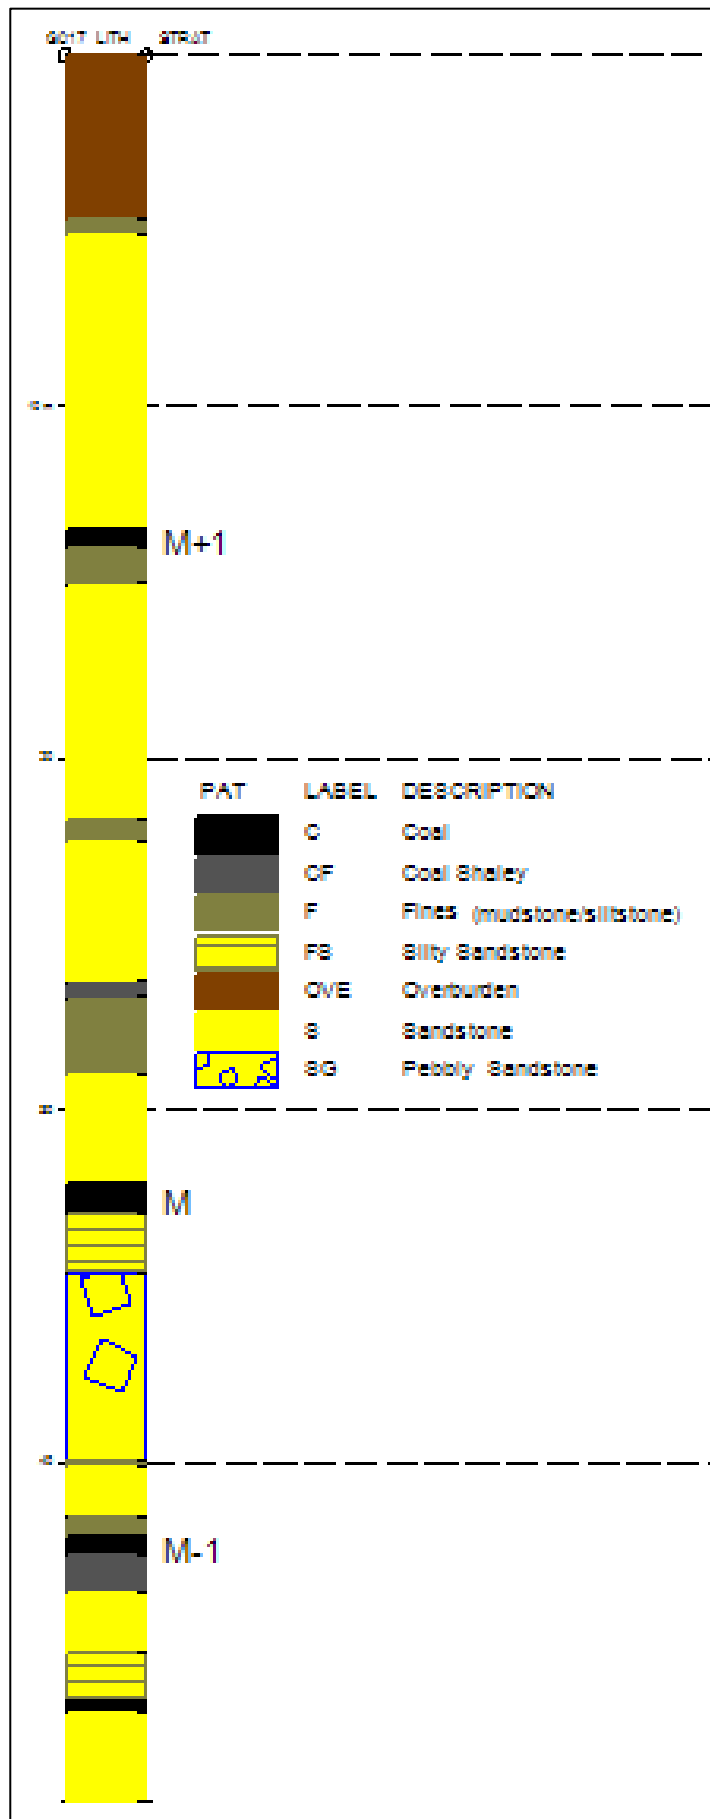 LITH STRAT
M+1
PAT LABEL DESCRIPTION
C Coal
CF Coal Shaley
F Fines (mudstone/siltstone)
FS Silty Sandstone
OVE Overburden
S Sandstone
SG Pebbly Sandstone
M
M-1